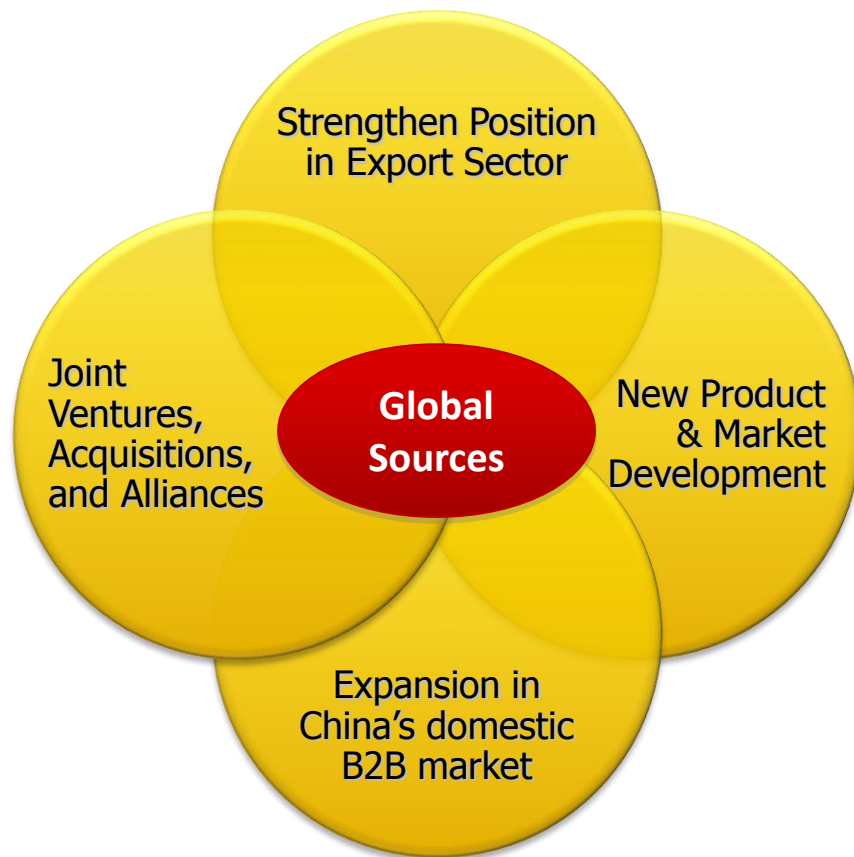 Strengthen Position
in Export Sector
Joint
Ventures,
Acquisitions,
and Alliances
Global
Sources
New Product
& Market
Development
Expansion in
China’s domestic
B2B market